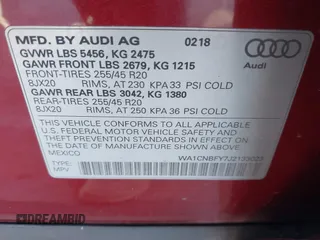 MFD. BY AUDI AG 02/18
GVWR LBS 5456, KG 2475
GAWR FRONT LBS 2679, KG 1215
FRONT-TIRES 255/45 R20
8JX20 RIMS, AT 230 KPA 33 PSI COLD
GAWR REAR LBS 3042, KG 1380
REAR-TIRES 255/45 R20
8JX20 RIMS, AT 250 KPA 36 PSI COLD
THIS VEHICLE CONFORMS TO ALL APPLICABLE
U.S. FEDERAL MOTOR VEHICLE SAFETY, BUMPER,
AND THEFT PREVENTION STANDARDS IN EFFECT ON
THE DATE OF MANUFACTURE SHOWN ABOVE
MEXICO
TYPE:
MPV
Audi
DREAMBID